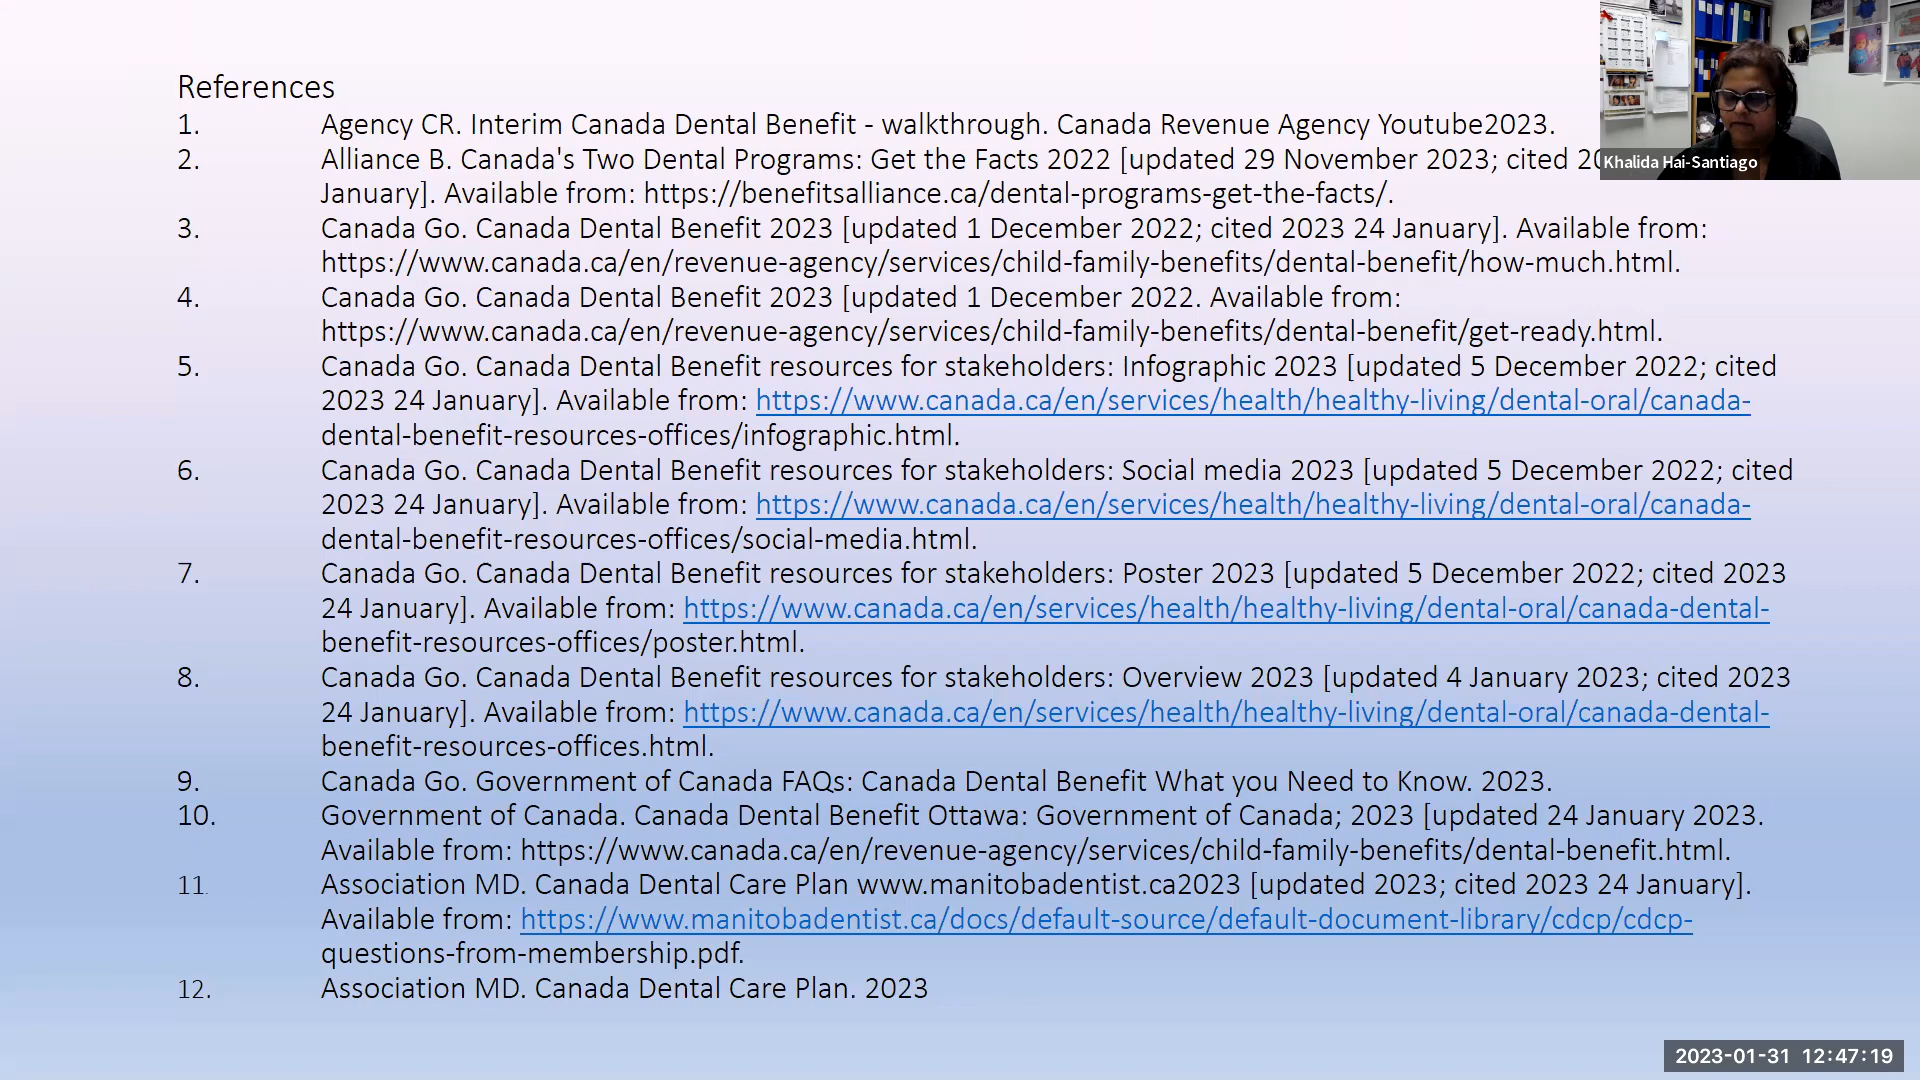 References
1. Agency CR. Interim Canada Dental Benefit - walkthrough. Canada Revenue Agency Youtube2023.
2. Alliance B. Canada's Two Dental Programs: Get the Facts 2022 [updated 29 November 2023; cited
January]. Available from: https://benefitsalliance.ca/dental-programs-get-the-facts/.
3. Canada Go. Canada Dental Benefit 2023 [updated 1 December 2022; cited 2023 24 January]. Available from:
https://www.canada.ca/en/revenue-agency/services/child-family-benefits/dental-benefit/how-much.html.
4. Canada Go. Canada Dental Benefit 2023 [updated 1 December 2022. Available from:
https://www.canada.ca/en/revenue-agency/services/child-family-benefits/dental-benefit/get-ready.html.
5. Canada Go. Canada Dental Benefit resources for stakeholders: Infographic 2023 [updated 5 December 2022; cited
2023 24 January]. Available from: https://www.canada.ca/en/services/health/healthy-living/dental-oral/canada-
dental-benefit-resources-offices/infographic.html.
6. Canada Go. Canada Dental Benefit resources for stakeholders: Social media 2023 [updated 5 December 2022; cited
2023 24 January]. Available from: https://www.canada.ca/en/services/health/healthy-living/dental-oral/canada-
dental-benefit-resources-offices/social-media.html.
7. Canada Go. Canada Dental Benefit resources for stakeholders: Poster 2023 [updated 5 December 2022; cited 2023
24 January]. Available from: https://www.canada.ca/en/services/health/healthy-living/dental-oral/canada-dental-
benefit-resources-offices/poster.html.
8. Canada Go. Canada Dental Benefit resources for stakeholders: Overview 2023 [updated 4 January 2023; cited 2023
24 January]. Available from: https://www.canada.ca/en/services/health/healthy-living/dental-oral/canada-dental-
benefit-resources-offices.html.
9. Canada Go. Government of Canada FAQs: Canada Dental Benefit What you Need to Know. 2023.
10. Government of Canada. Canada Dental Benefit Ottawa: Government of Canada; 2023 [updated 24 January 2023.
Available from: https://www.canada.ca/en/revenue-agency/services/child-family-benefits/dental-benefit.html.
11. Association MD. Canada Dental Care Plan www.manitobadentist.ca2023 [updated 2023; cited 2023 24 January].
Available from: https://www.manitobadentist.ca/docs/default-source/default-document-library/cdcp/cdcp-
questions-from-membership.pdf.
12. Association MD. Canada Dental Care Plan. 2023
Khalida Hai-Santiago
2023-01-31 12:47:19